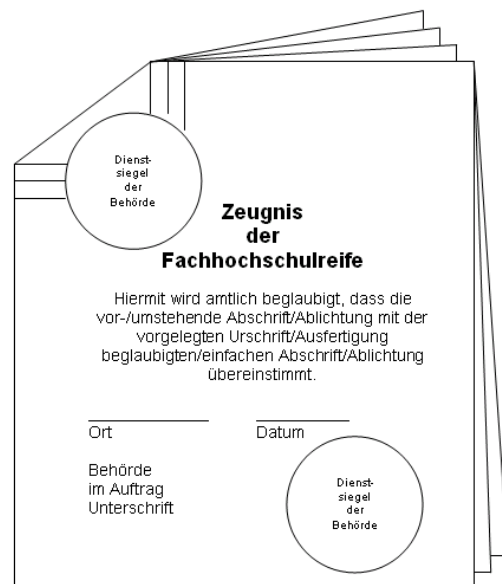 Dienst-
siegel
der
Behörde
Zeugnis
der
Fachhochschulreife
Hiermit wird amtlich beglaubigt, dass die
vor-/umstehende Abschrift/Ablichtung mit der
vorgelegten Urschrift/Ausfertigung
beglaubigten/einfachen Abschrift/Ablichtung
übereinstimmt.
Ort
Datum
Behörde
im Auftrag
Unterschrift
Dienst-
siegel
der
Behörde